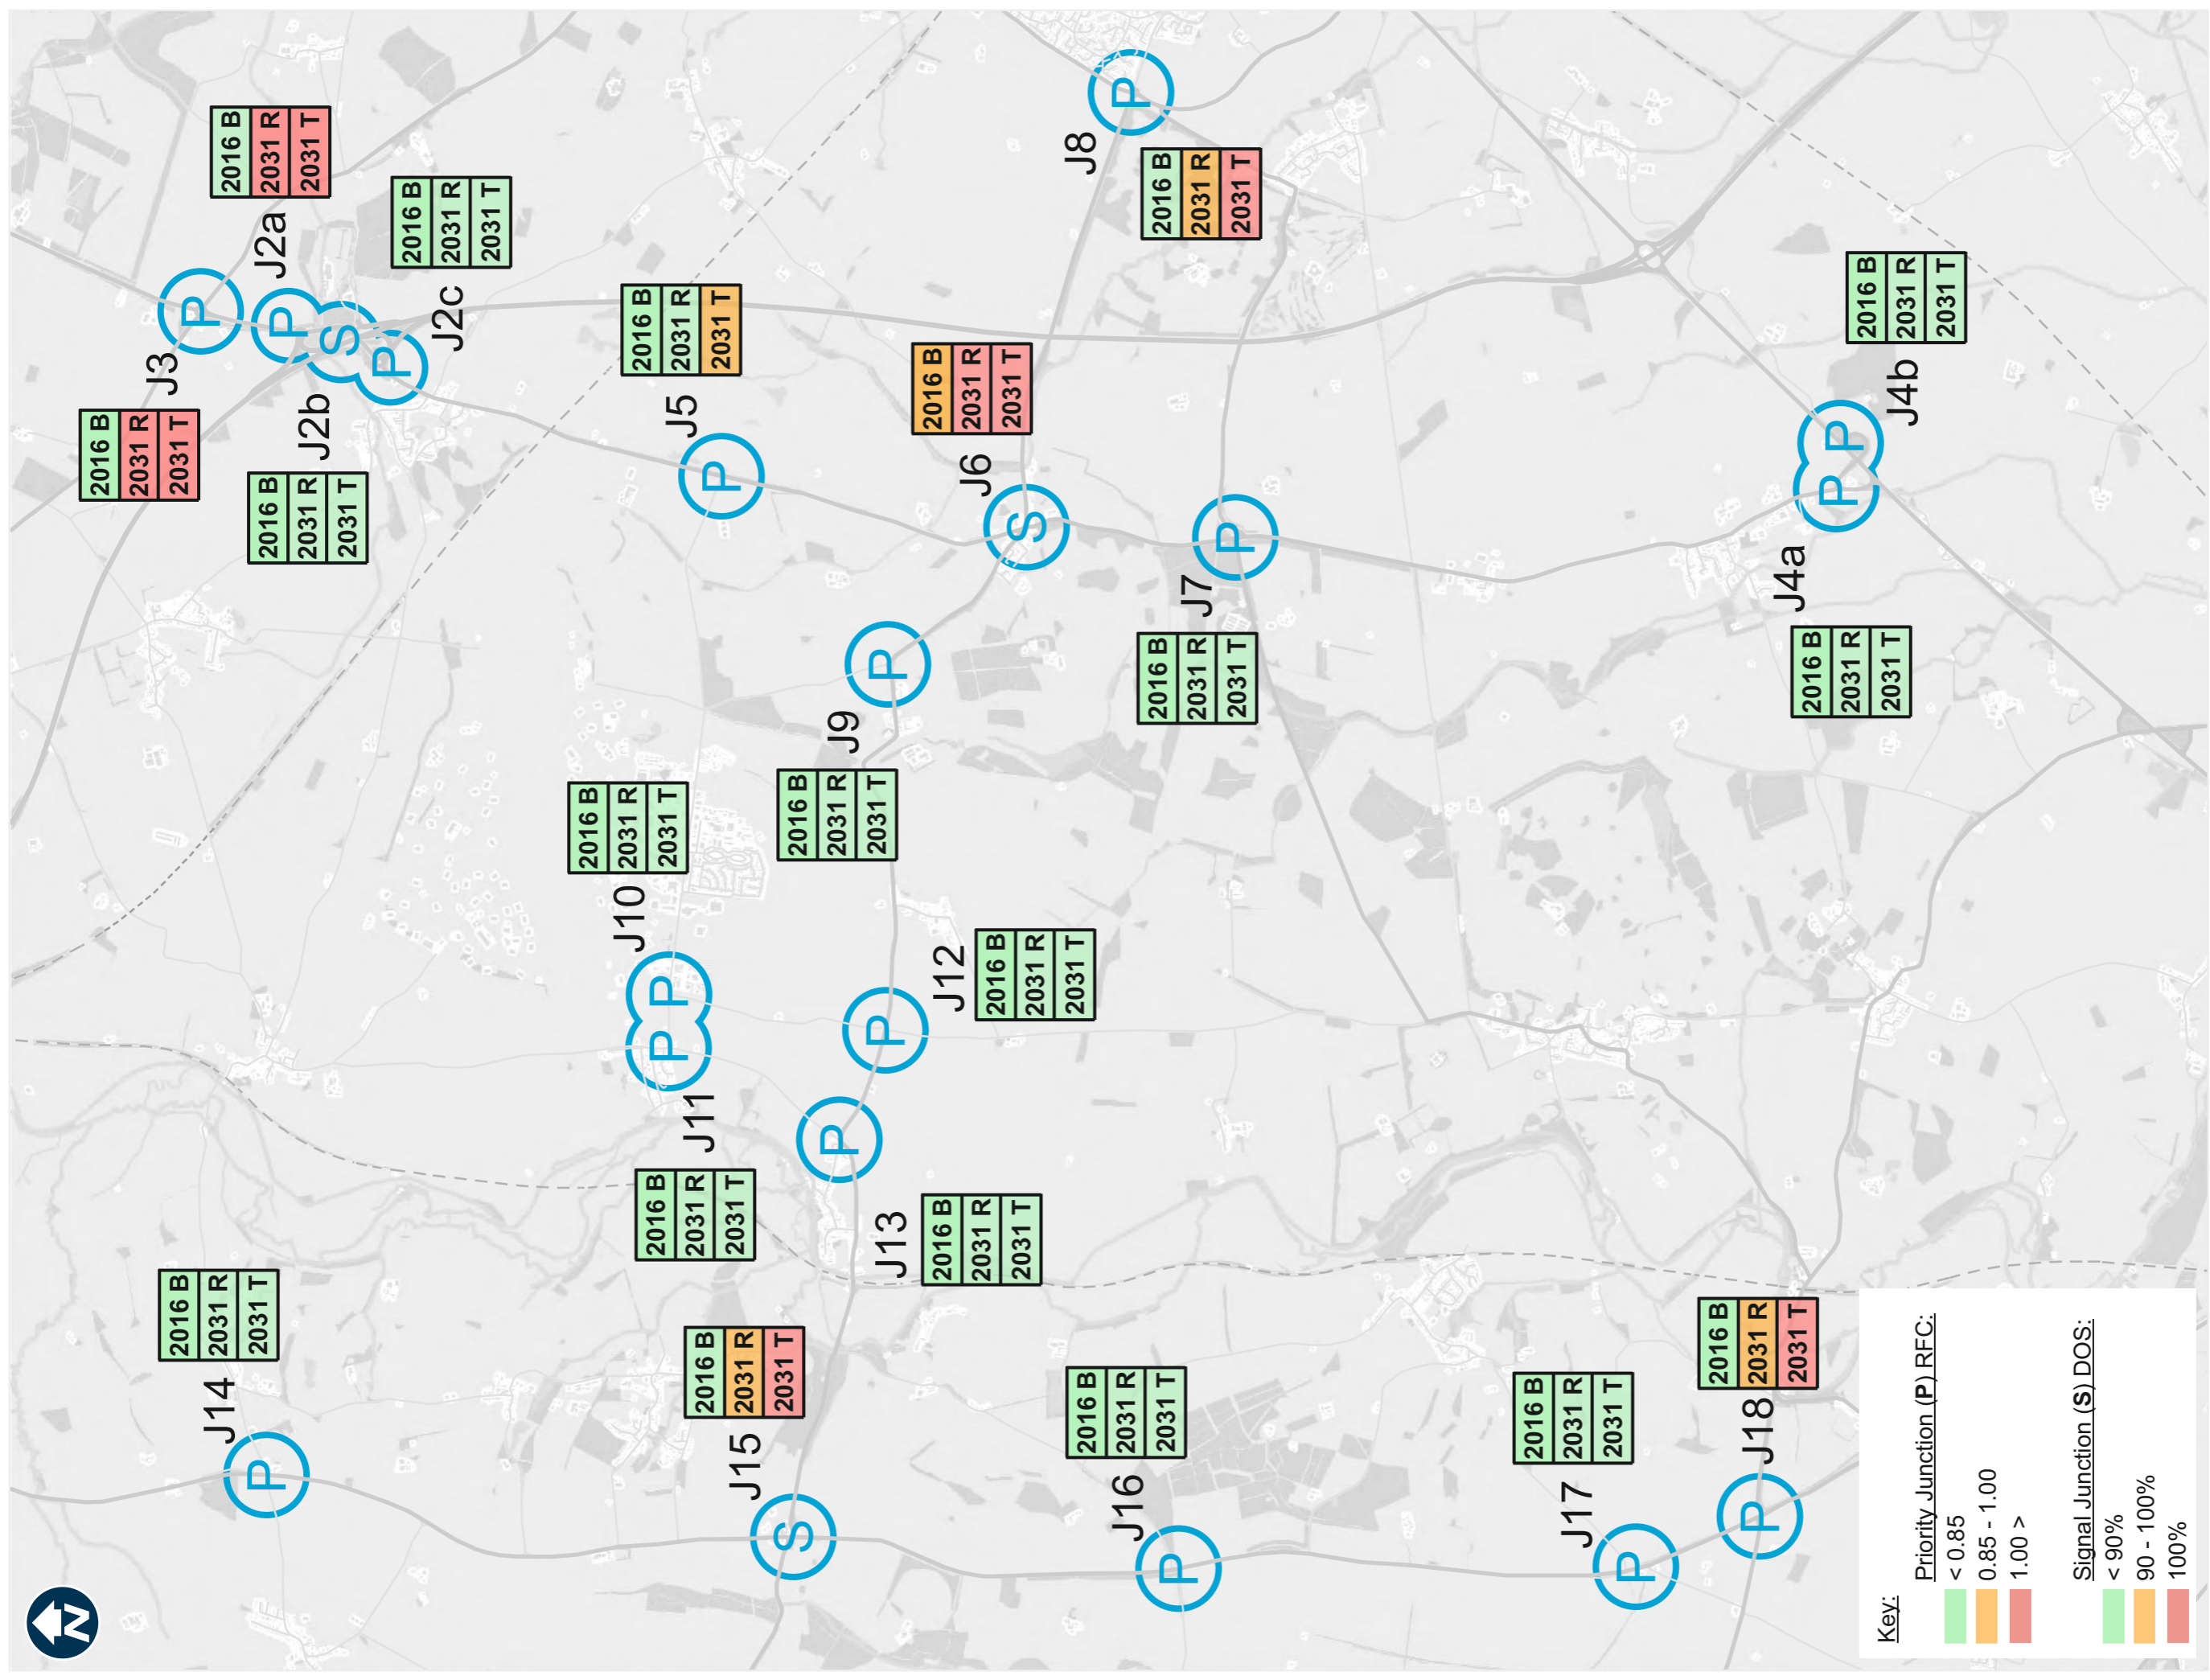 N
J3
2016 B
2031 R
2031 T
J14
2016 B
2031 R
2031 T
J2a
2016 B
2031 R
2031 T
J2b
2016 B
2031 R
2031 T
J2c
2016 B
2031 R
2031 T
J10
2016 B
2031 R
2031 T
J5
2016 B
2031 R
2031 T
J11
2016 B
2031 R
2031 T
J15
2016 B
2031 R
2031 T
J9
2016 B
2031 R
2031 T
J13
2016 B
2031 R
2031 T
J12
2016 B
2031 R
2031 T
J6
2016 B
2031 R
2031 T
J8
2016 B
2031 R
2031 T
J16
2016 B
2031 R
2031 T
J7
2016 B
2031 R
2031 T
J17
2016 B
2031 R
2031 T
J18
2016 B
2031 R
2031 T
J4a
2016 B
2031 R
2031 T
J4b
2016 B
2031 R
2031 T
P
P
P
S
P
P P
P
S
P
P
P
S
P
P
P
P
P
P
P P
Key:
Priority Junction (P) RFC:
< 0.85
0.85 - 1.00
1.00 >
Signal Junction (S) DOS:
< 90%
90 - 100%
100%